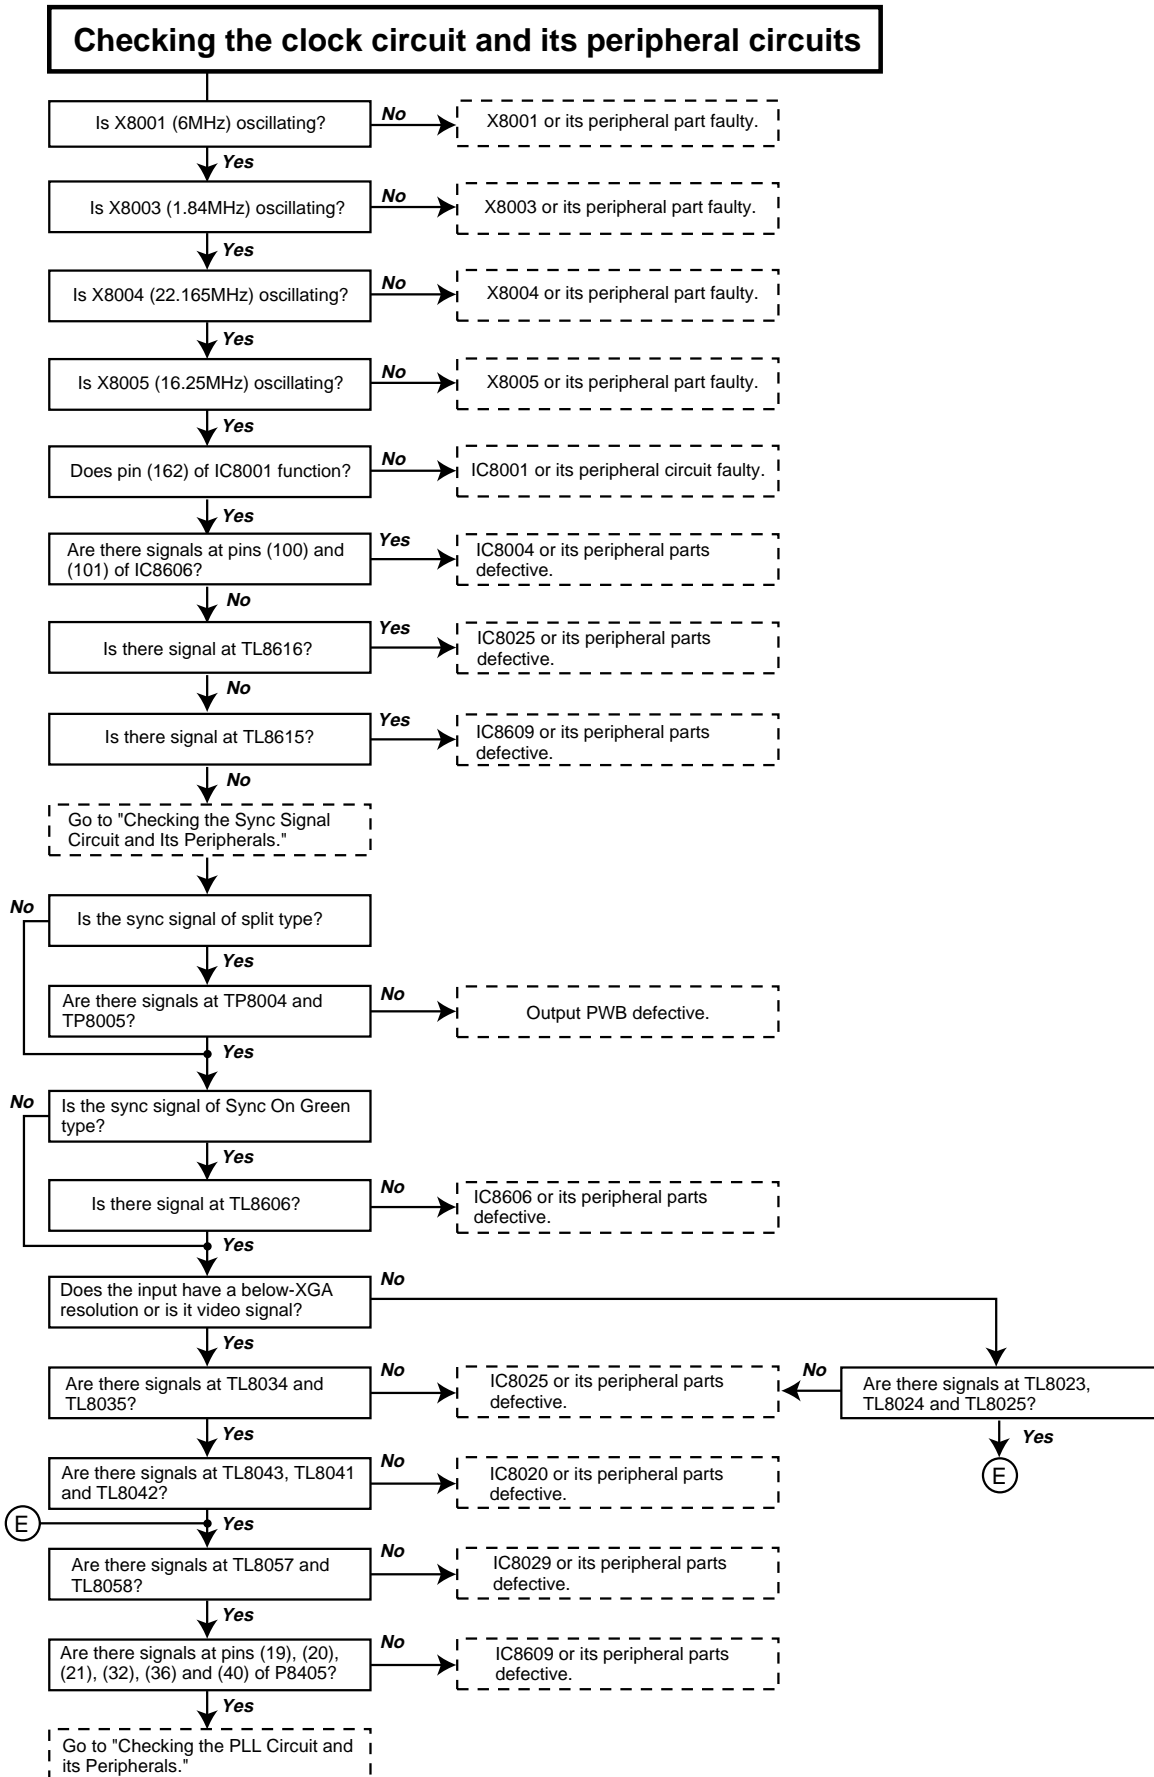 Checking the clock circuit and its peripheral circuits
Is X8001 (6MHz) oscillating?
No
X8001 or its peripheral part faulty.
Yes
Is X8003 (1.84MHz) oscillating?
No
X8003 or its peripheral part faulty.
Yes
Is X8004 (22.165MHz) oscillating?
No
X8004 or its peripheral part faulty.
Yes
Is X8005 (16.25MHz) oscillating?
No
X8005 or its peripheral part faulty.
Yes
Does pin (162) of IC8001 function?
No
IC8001 or its peripheral circuit faulty.
Yes
Are there signals at pins (100) and
(101) of IC8606?
Yes
IC8004 or its peripheral parts
defective.
No
Is there signal at TL8616?
Yes
IC8025 or its peripheral parts
defective.
No
Is there signal at TL8615?
Yes
IC8609 or its peripheral parts
defective.
No
Go to "Checking the Sync Signal
Circuit and Its Peripherals."
No
Is the sync signal of split type?
Yes
Are there signals at TP8004 and
TP8005?
No
Output PWB defective.
Yes
No
Is the sync signal of Sync On Green
type?
Yes
Is there signal at TL8606?
No
IC8606 or its peripheral parts
defective.
Yes
Does the input have a below-XGA
resolution or is it video signal?
No
Yes
Are there signals at TL8034 and
TL8035?
No
IC8025 or its peripheral parts
defective.
No
Are there signals at TL8023,
TL8024 and TL8025?
Yes
E
Yes
Are there signals at TL8043, TL8041
and TL8042?
No
IC8020 or its peripheral parts
defective.
E
Yes
Are there signals at TL8057 and
TL8058?
No
IC8029 or its peripheral parts
defective.
Yes
Are there signals at pins (19), (20),
(21), (32), (36) and (40) of P8405?
No
IC8609 or its peripheral parts
defective.
Yes
Go to "Checking the PLL Circuit and
its Peripherals."